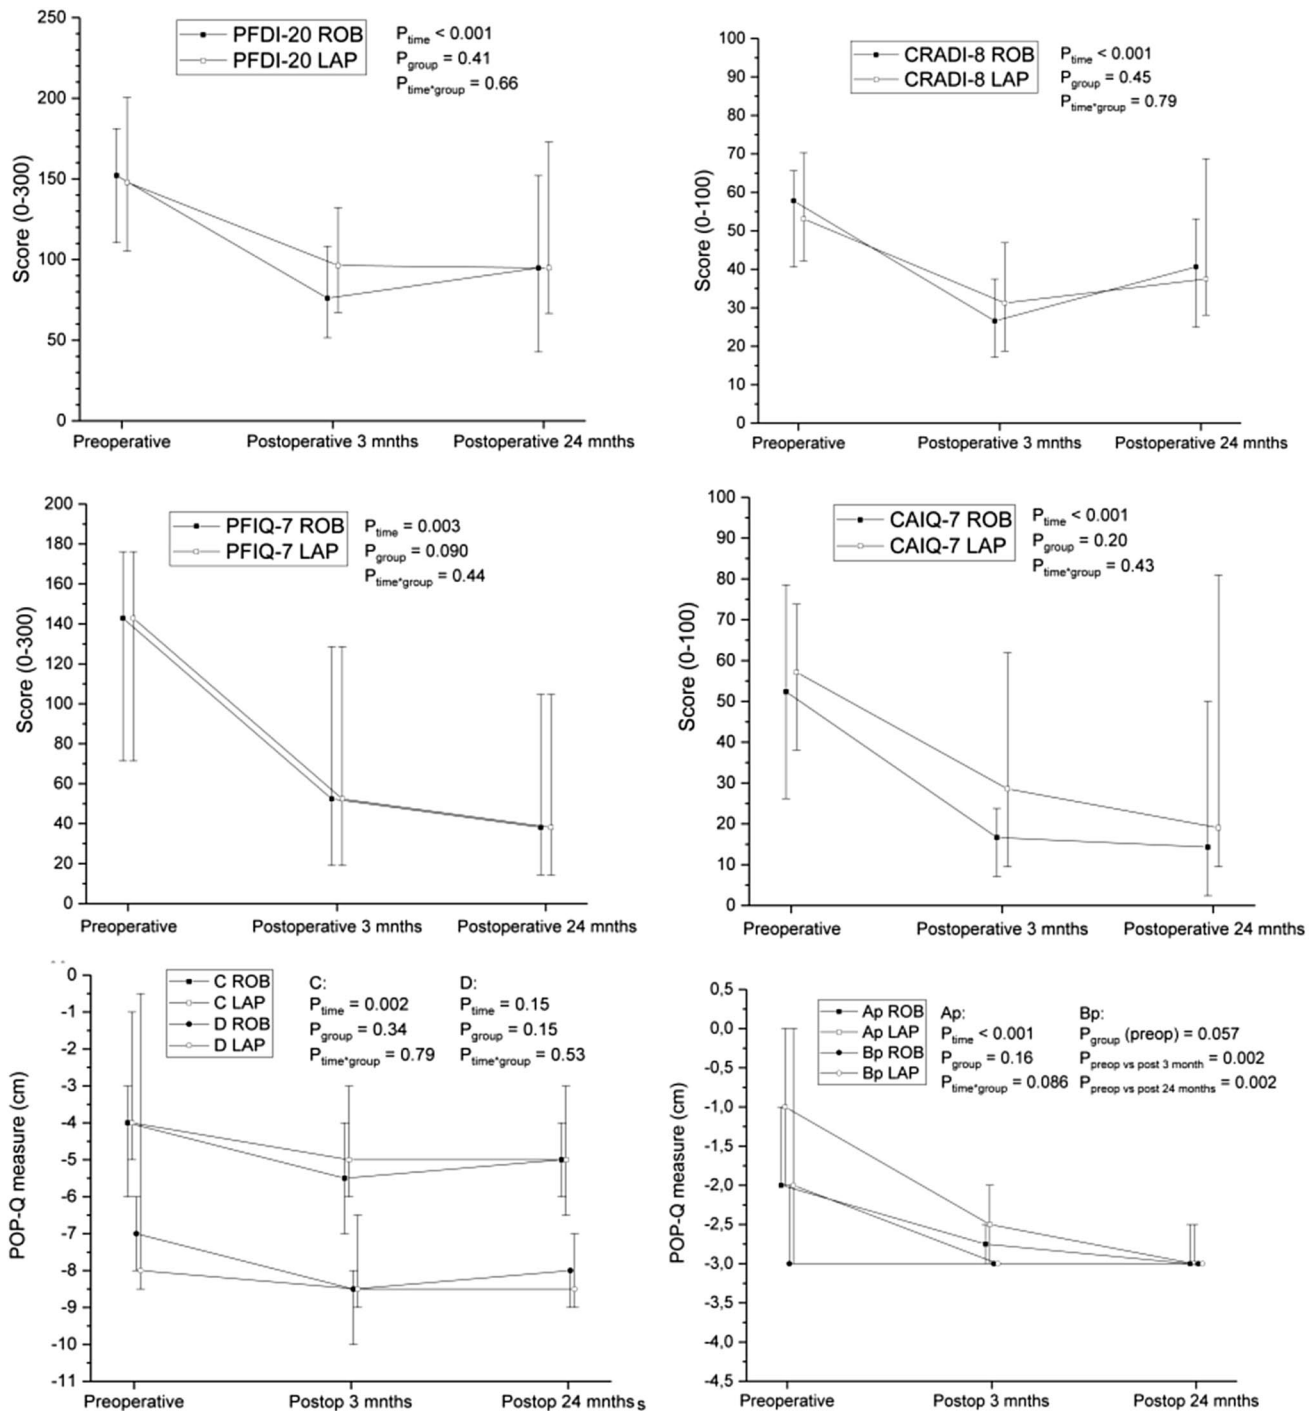 250
200
150
100
50
0
Score (0-300)
PFDI-20 ROB
PFDI-20 LAP
Ptime < 0.001
Pgroup = 0.41
Ptime*group = 0.66
Preoperative Postoperative 3 mnths Postoperative 24 mnths
100
90
80
70
60
50
40
30
20
10
0
Score (0-100)
CRADI-8 ROB
CRADI-8 LAP
Ptime < 0.001
Pgroup = 0.45
Ptime*group = 0.79
Preoperative Postoperative 3 mnths Postoperative 24 mnths
200
180
160
140
120
100
80
60
40
20
0
Score (0-300)
PFIQ-7 ROB
PFIQ-7 LAP
Ptime = 0.003
Pgroup = 0.090
Ptime*group = 0.44
Preoperative Postoperative 3 mnths Postoperative 24 mnths
100
90
80
70
60
50
40
30
20
10
0
Score (0-100)
CAIQ-7 ROB
CAIQ-7 LAP
Ptime < 0.001
Pgroup = 0.20
Ptime*group = 0.43
Preoperative Postoperative 3 mnths Postoperative 24 mnths
-0
-1
-2
-3
-4
-5
-6
-7
-8
-9
-10
-11
POP-Q measure (cm)
C ROB
C LAP
D ROB
D LAP
C:
Ptime = 0.002
Pgroup = 0.34
Ptime*group = 0.79
D:
Ptime = 0.15
Pgroup = 0.15
Ptime*group = 0.53
Preoperative Postop 3 mnths Postop 24 mnths s
0,5
0,0
-0,5
-1,0
-1,5
-2,0
-2,5
-3,0
-3,5
-4,0
-4,5
POP-Q measure (cm)
Ap ROB
Ap LAP
Bp ROB
Bp LAP
Ap:
Ptime < 0.001
Pgroup = 0.16
Ptime*group = 0.086
Bp:
Pgroup (preop) = 0.057
Ppreop vs post 3 month = 0.002
Ppreop vs post 24 months = 0.002
Preoperative Postop 3 mnths Postop 24 mnths